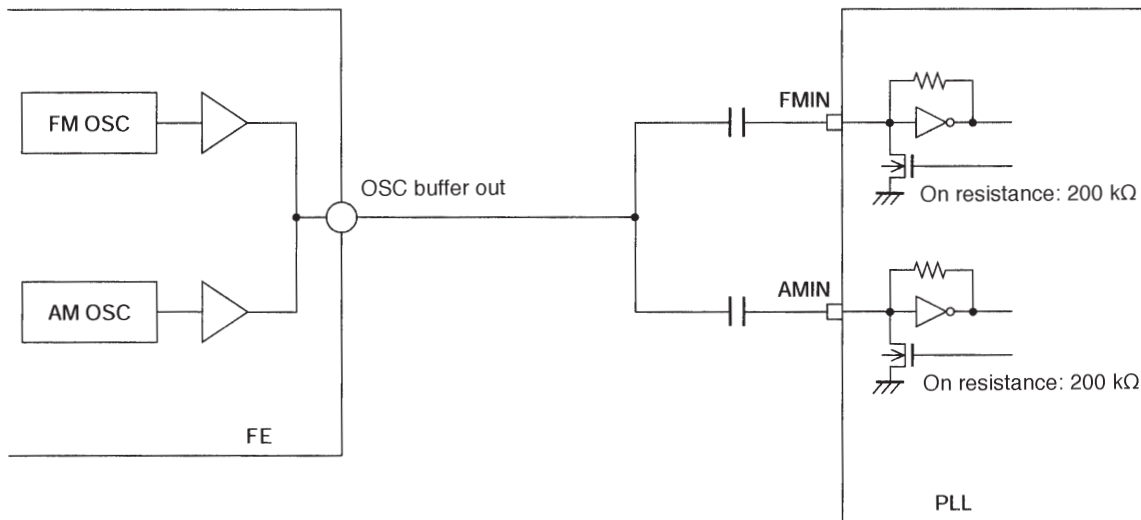 FM OSC
AM OSC
FE
OSC buffer out
FMIN
On resistance: 200 kΩ
AMIN
On resistance: 200 kΩ
PLL